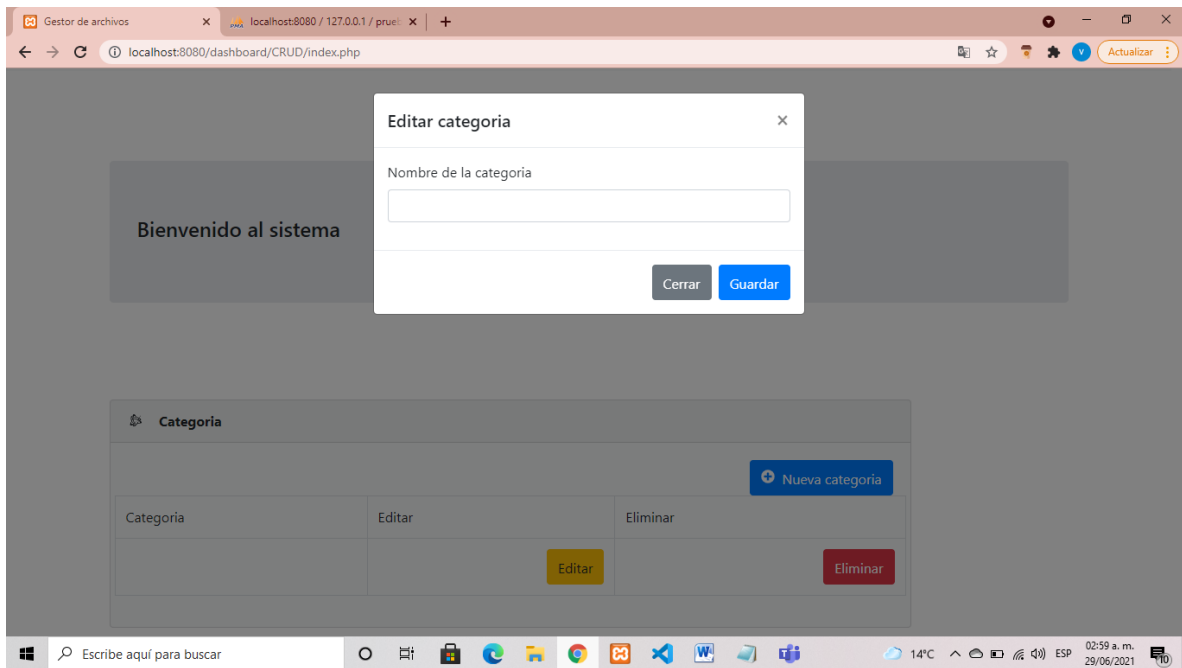 Gestor de archivos
localhost:8080 / 127.0.0.1 / prueb
localhost:8080/dashboard/CRUD/index.php
V
Actualizar
Editar categoria
Nombre de la categoria
Cerrar
Guardar
Bienvenido al sistema
Categoria
Nueva categoria
Categoria
Editar
Eliminar
Editar
Eliminar
Escribe aquí para buscar
14°C
ESP
02:59 a. m.
29/06/2021
10